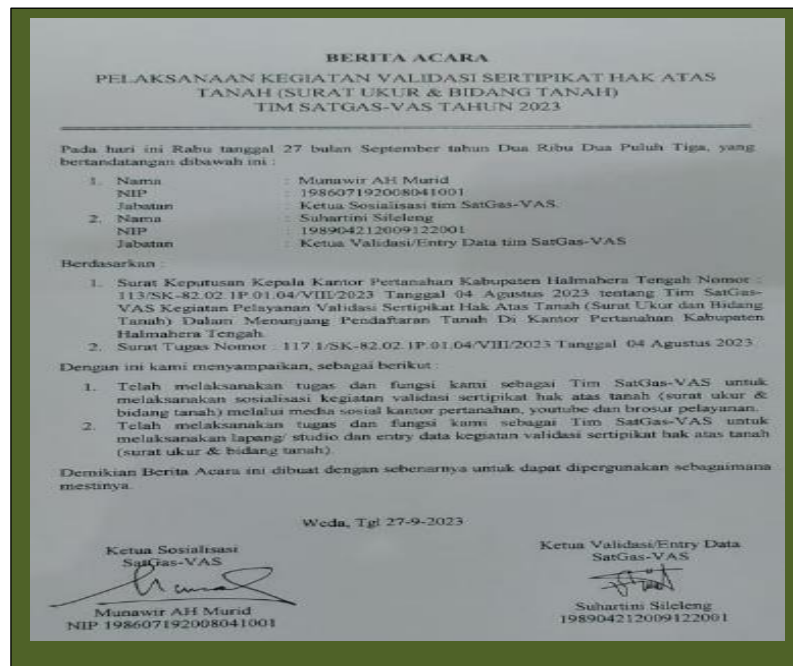 BERITA ACARA
PELAKSANAAN KEGIATAN VALIDASI SERTIPIKAT HAK ATAS
TANAH (SURAT UKUR & BIDANG TANAH)
TIM SATGAS-VAS TAHUN 2023
Pada hari ini Rabu tanggal 27 bulan September tahun Dua Ribu Dua Puluh Tiga, yang
bertandatangan dibawah ini :
1. Nama : Munawir AH Murid
NIP : 198607192008041001
Jabatan : Ketua Sosialisasi tim SatGas-VAS.
2. Nama : Suhartini Sileleng
NIP : 198904212009122001
Jabatan : Ketua Validasi/Entry Data tim SatGas-VAS
Berdasarkan :
1. Surat Keputusan Kepala Kantor Pertanahan Kabupaten Halmahera Tengah Nomor :
113/SK-82.02.IP.01.04/VIII/2023 Tanggal 04 Agustus 2023 tentang Tim SatGas-
VAS Kegiatan Pelayanan Validasi Sertipikat Hak Atas Tanah (Surat Ukur dan Bidang
Tanah) Dalam Menunjang Pendaftaran Tanah Di Kantor Pertanahan Kabupaten
Halmahera Tengah.
2. Surat Tugas Nomor : 117.1/SK-82.02.IP.01.04/VIII/2023 Tanggal 04 Agustus 2023
Dengan ini kami menyampaikan, sebagai berikut :
1. Telah melaksanakan tugas dan fungsi kami sebagai Tim SatGas-VAS untuk
melaksanakan sosialisasi kegiatan validasi sertipikat hak atas tanah (surat ukur &
bidang tanah) melalui media sosial kantor pertanahan, youtube dan brosur pelayanan.
2. Telah melaksanakan tugas dan fungsi kami sebagai Tim SatGas-VAS untuk
melaksanakan lapang/ studio dan entry data kegiatan validasi sertipikat hak atas tanah
(surat ukur & bidang tanah).
Demikian Berita Acara ini dibuat dengan sebenarnya untuk dapat dipergunakan sebagaimana
mestinya.
Weda, Tgl 27-9-2023
Ketua Sosialisasi
SatGas-VAS
Munawir AH Murid
NIP 198607192008041001
Ketua Validasi/Entry Data
SatGas-VAS
Suhartini Sileleng
198904212009122001